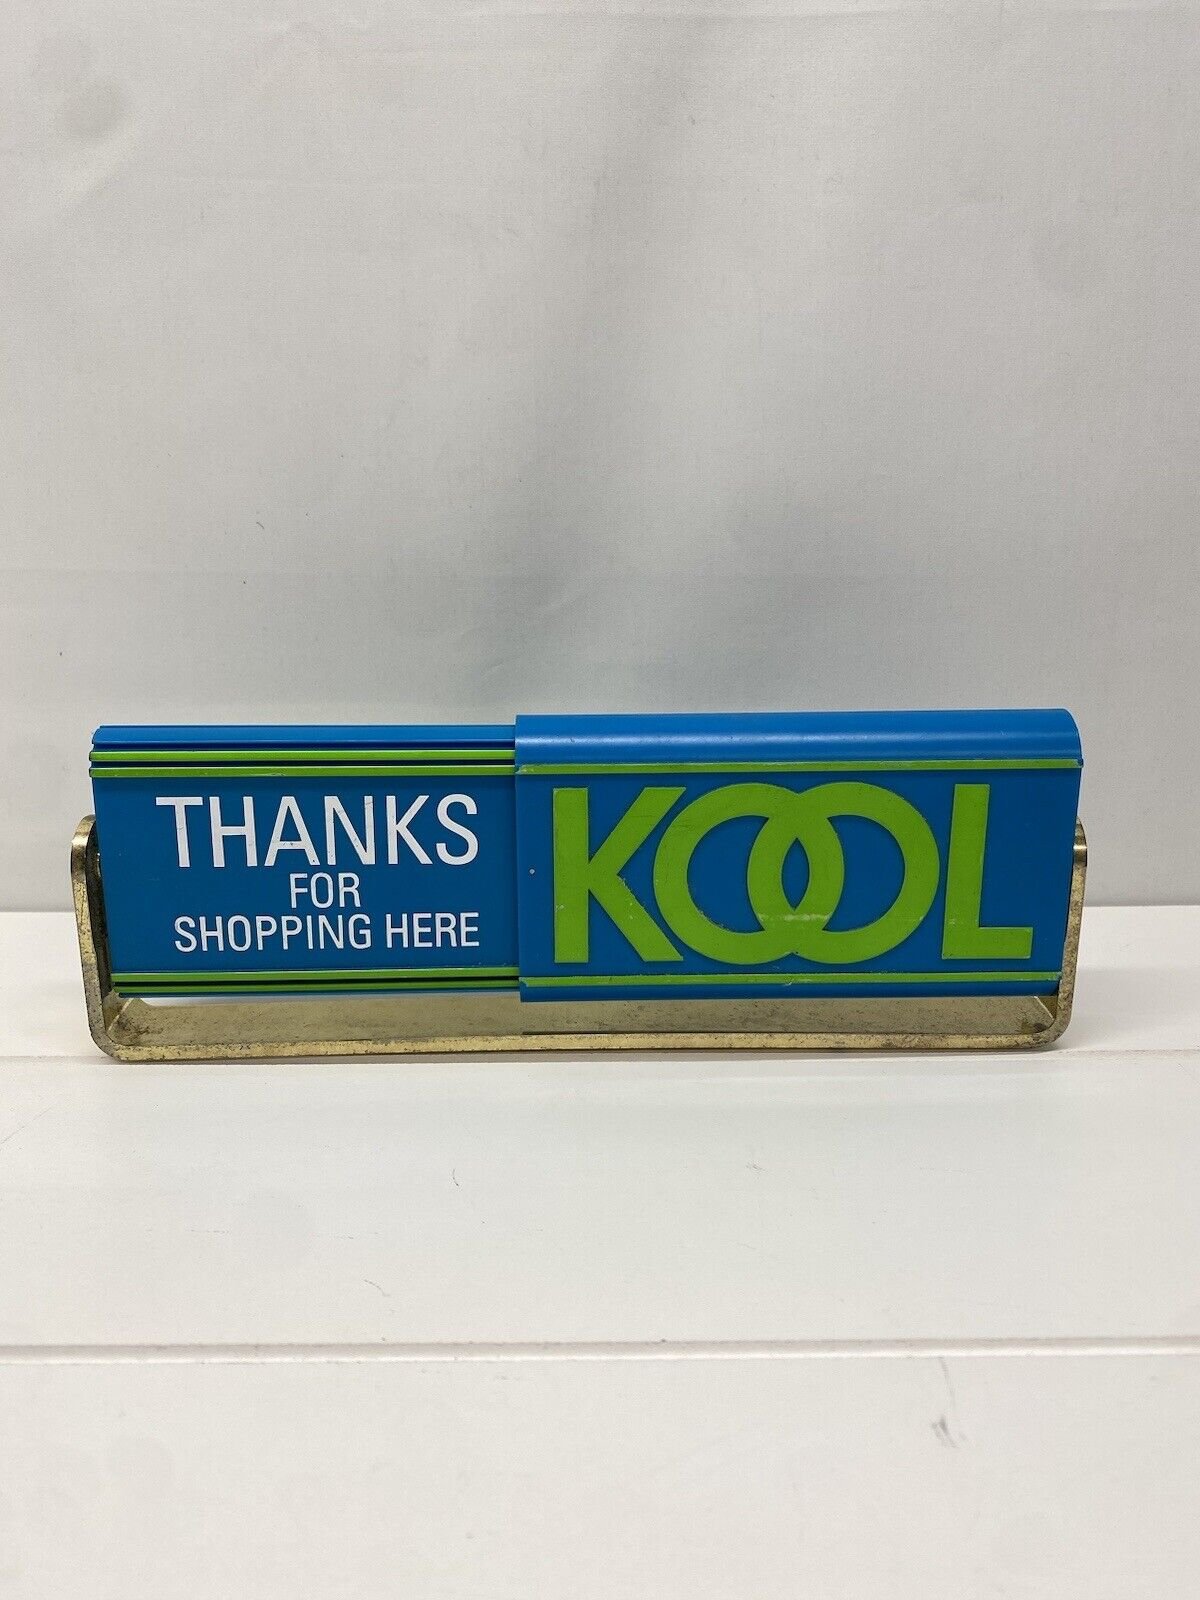 THANKS
FOR
SHOPPING HERE
KOOL